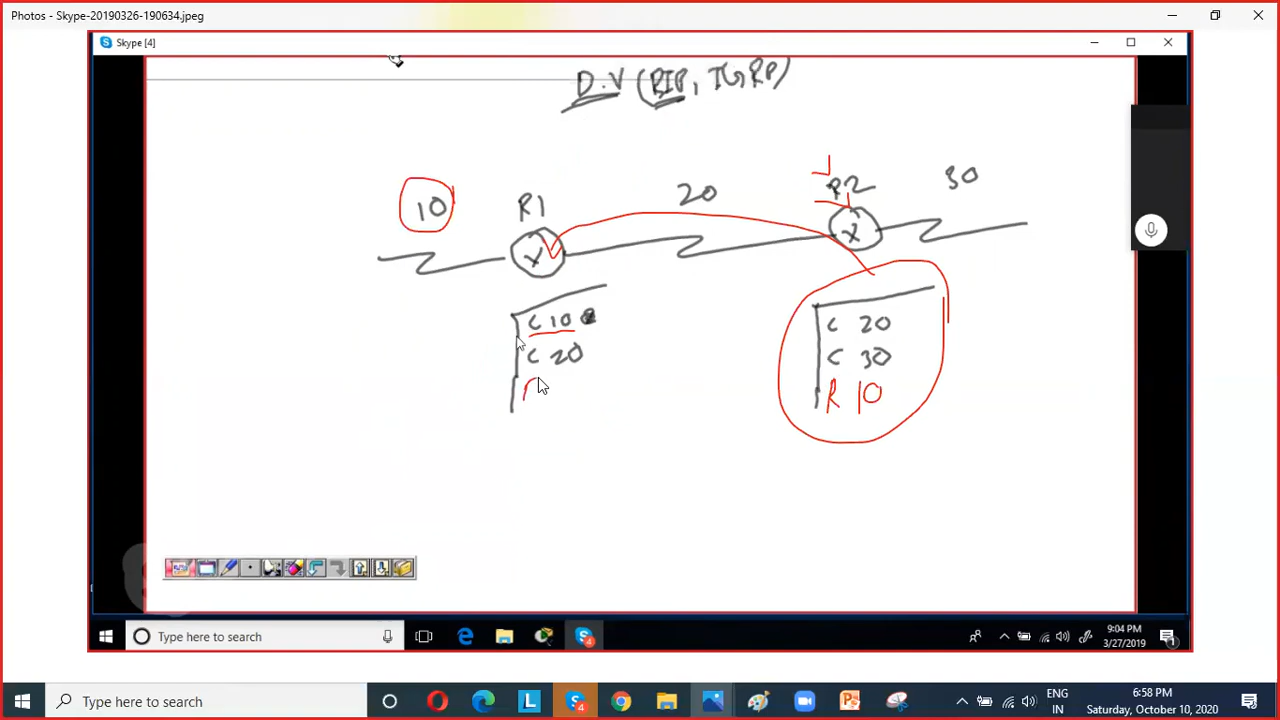 Photos - Skype-20190326-190634.jpeg
Skype [4]
D.V (RIP, IGRP)
10 R1 20 R2 30
X X
C 10
C 20
C 20
C 30
R 10
Type here to search
9:04 PM
3/27/2019
Type here to search
ENG
IN
6:58 PM
Saturday, October 10, 2020